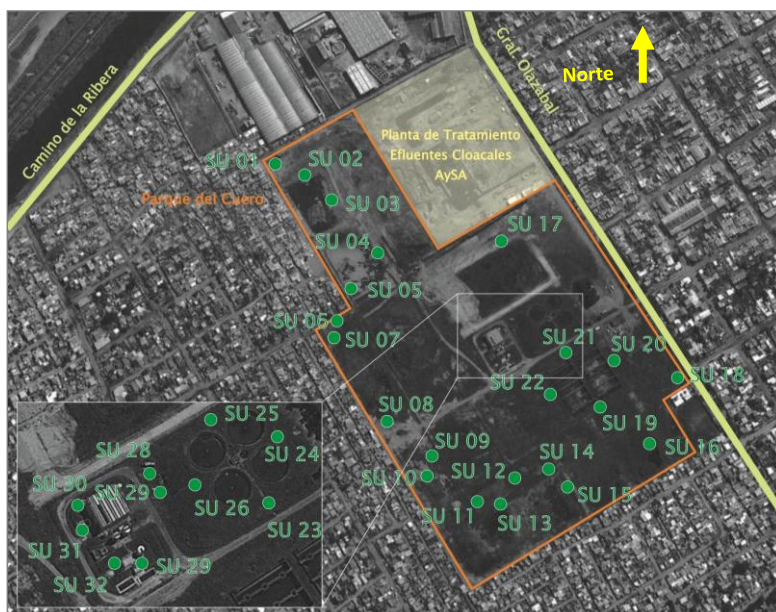 Camino de la Ribera
Gral. Olazábal
Norte
Planta de Tratamiento
Efluentes Cloacales
AySA
Parque del Cuero
SU 01
SU 02
SU 03
SU 04
SU 05
SU 06
SU 07
SU 17
SU 21
SU 20
SU 18
SU 22
SU 19
SU 16
SU 08
SU 09
SU 10
SU 12
SU 14
SU 15
SU 11
SU 13
SU 25
SU 24
SU 28
SU 29
SU 26
SU 30
SU 23
SU 31
SU 32
SU 29